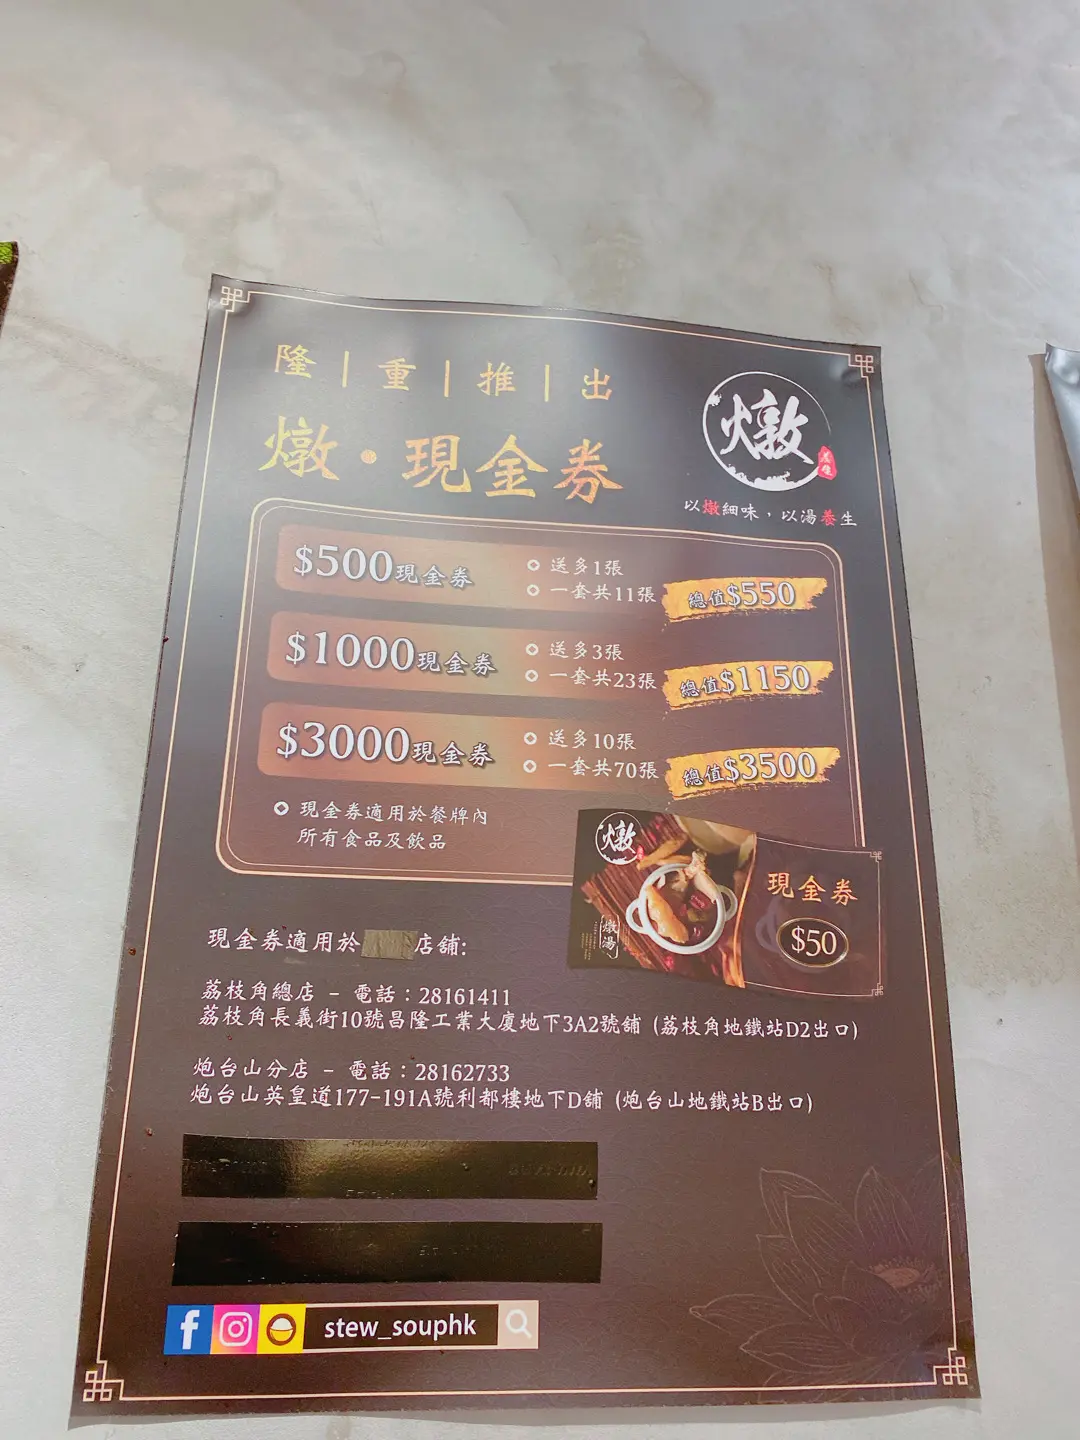 隆｜重｜推｜出
燉・現金券
燉
養生
以燉細味，以湯養生
$500現金券
送多1張
一套共11張
總值$550
$1000現金券
送多3張
一套共23張
總值$1150
$3000現金券
送多10張
一套共70張
總值$3500
現金券適用於餐牌內
所有食品及飲品
燉
燉湯
現金券
$50
現金券適用於
店舖:
荔枝角總店 - 電話：28161411
荔枝角長義街10號昌隆工業大廈地下3A2號舖 (荔枝角地鐵站D2出口)
炮台山分店 - 電話：28162733
炮台山英皇道177-191A號利都樓地下D舖 (炮台山地鐵站B出口)
stew_souphk